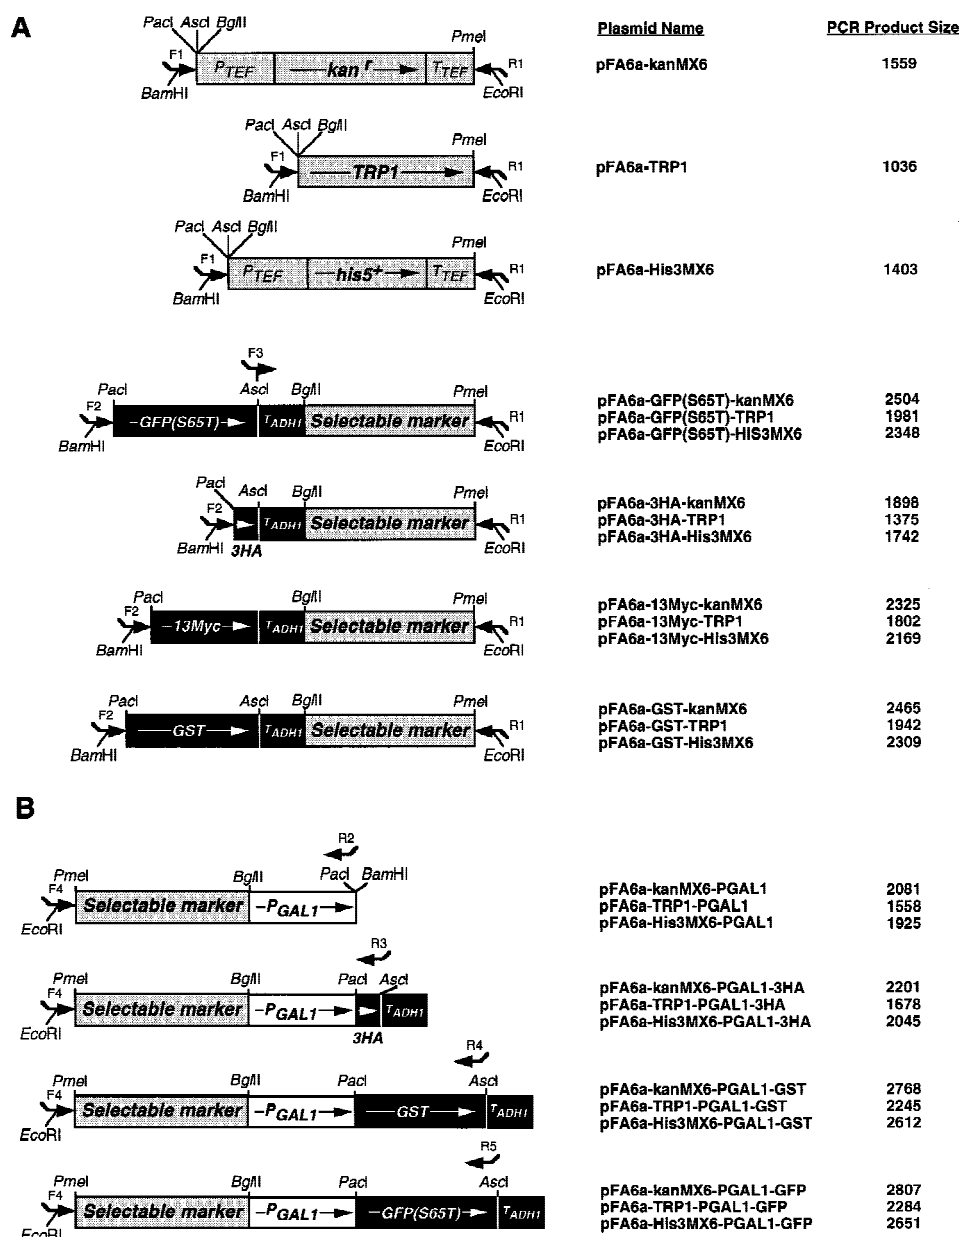 A
PacI AscI BglII
PmeI
F1
R1
PTEF
kan r
TTEF
BamHI
EcoRI
Plasmid Name
PCR Product Size
pFA6a-kanMX6 1559
PacI AscI BglII
PmeI
F1
R1
TRP1
BamHI
EcoRI
pFA6a-TRP1 1036
PacI AscI BglII
PmeI
F1
R1
PTEF
his5+
TTEF
BamHI
EcoRI
pFA6a-His3MX6 1403
F3
PacI AscI BglII PmeI
F2
R1
GFP(S65T)
TADH1
Selectable marker
BamHI
EcoRI
pFA6a-GFP(S65T)-kanMX6 2504
pFA6a-GFP(S65T)-TRP1 1981
pFA6a-GFP(S65T)-HIS3MX6 2348
PacI AscI BglII PmeI
F2
R1
TADH1
Selectable marker
BamHI
3HA
EcoRI
pFA6a-3HA-kanMX6 1898
pFA6a-3HA-TRP1 1375
pFA6a-3HA-His3MX6 1742
PacI AscI BglII PmeI
F2
R1
13Myc
TADH1
Selectable marker
BamHI
EcoRI
pFA6a-13Myc-kanMX6 2325
pFA6a-13Myc-TRP1 1802
pFA6a-13Myc-His3MX6 2169
PacI AscI BglII PmeI
F2
R1
GST
TADH1
Selectable marker
BamHI
EcoRI
pFA6a-GST-kanMX6 2465
pFA6a-GST-TRP1 1942
pFA6a-GST-His3MX6 2309
B
R2
PmeI BglII PacI BamHI
F4
Selectable marker
PGAL1
EcoRI
pFA6a-kanMX6-PGAL1 2081
pFA6a-TRP1-PGAL1 1558
pFA6a-His3MX6-PGAL1 1925
R3
PmeI BglII PacI AscI
F4
Selectable marker
PGAL1
TADH1
EcoRI
3HA
pFA6a-kanMX6-PGAL1-3HA 2201
pFA6a-TRP1-PGAL1-3HA 1678
pFA6a-His3MX6-PGAL1-3HA 2045
R4
PmeI BglII PacI AscI
F4
Selectable marker
PGAL1
GST
TADH1
EcoRI
pFA6a-kanMX6-PGAL1-GST 2768
pFA6a-TRP1-PGAL1-GST 2245
pFA6a-His3MX6-PGAL1-GST 2612
R5
PmeI BglII PacI AscI
F4
Selectable marker
PGAL1
GFP(S65T)
TADH1
EcoRI
pFA6a-kanMX6-PGAL1-GFP 2807
pFA6a-TRP1-PGAL1-GFP 2284
pFA6a-His3MX6-PGAL1-GFP 2651